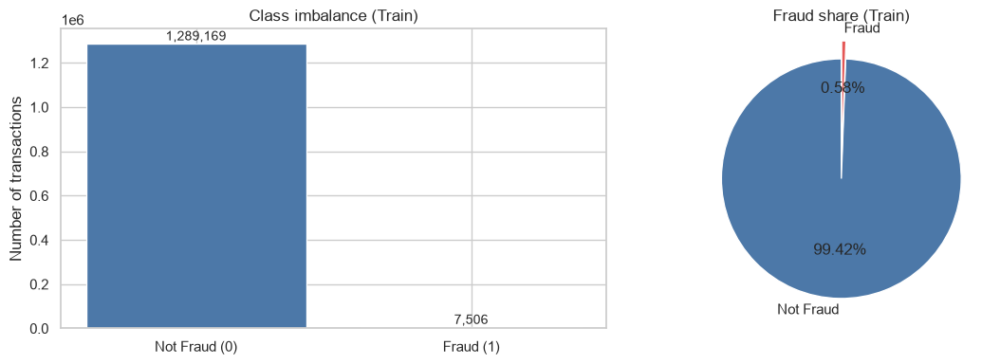 Class imbalance (Train)
1e6
1,289,169
1.2
1.0
0.8
0.6
0.4
0.2
0.0
Number of transactions
7,506
Not Fraud (0)
Fraud (1)
Fraud share (Train)
Fraud
0.58%
99.42%
Not Fraud